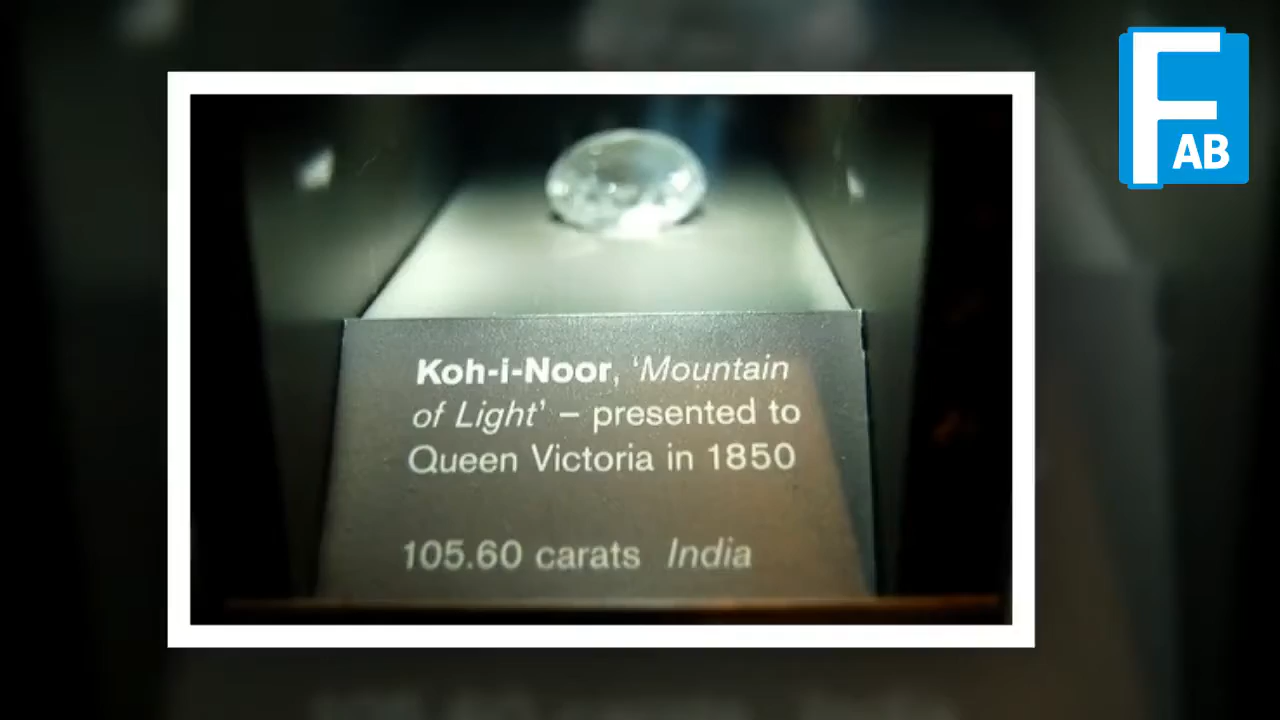 F
AB
Koh-i-Noor, ‘Mountain
of Light’ – presented to
Queen Victoria in 1850
105.60 carats India